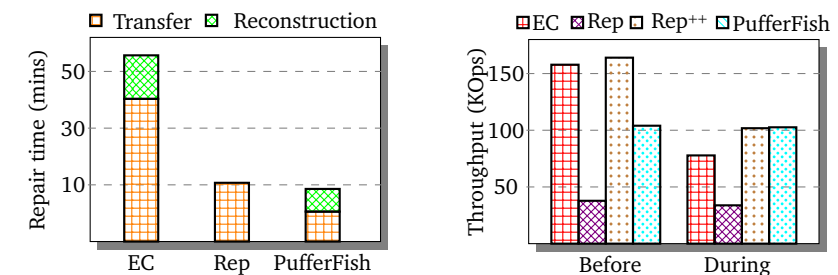 Transfer Reconstruction
Repair time (mins)
50
30
10
EC Rep PufferFish
EC Rep Rep++ PufferFish
Throughput (KOps)
150
100
50
Before During